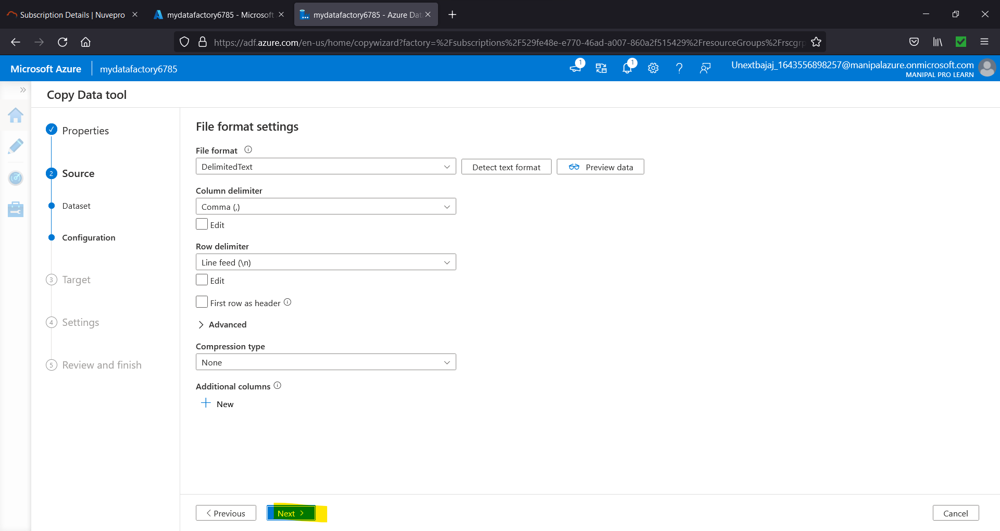 Subscription Details | Nuvepro
mydatafactory6785 - Microsoft
mydatafactory6785 - Azure Dat
https://adf.azure.com/en-us/home/copywizard?factory=%2Fsubscriptions%2F529fe48e-e770-46ad-a007-860a2f515429%2FresourceGroups%2Frscgrp
Microsoft Azure
mydatafactory6785
1
1
Unextbajaj_1643556898257@manipalazure.onmicrosoft.com
MANIPAL PRO LEARN
Copy Data tool
Properties
2 Source
Dataset
Configuration
3 Target
4 Settings
5 Review and finish
File format settings
File format
DelimitedText
Detect text format
Preview data
Column delimiter
Comma (,)
Edit
Row delimiter
Line feed (\n)
Edit
First row as header
Advanced
Compression type
None
Additional columns
New
Previous
Next
Cancel